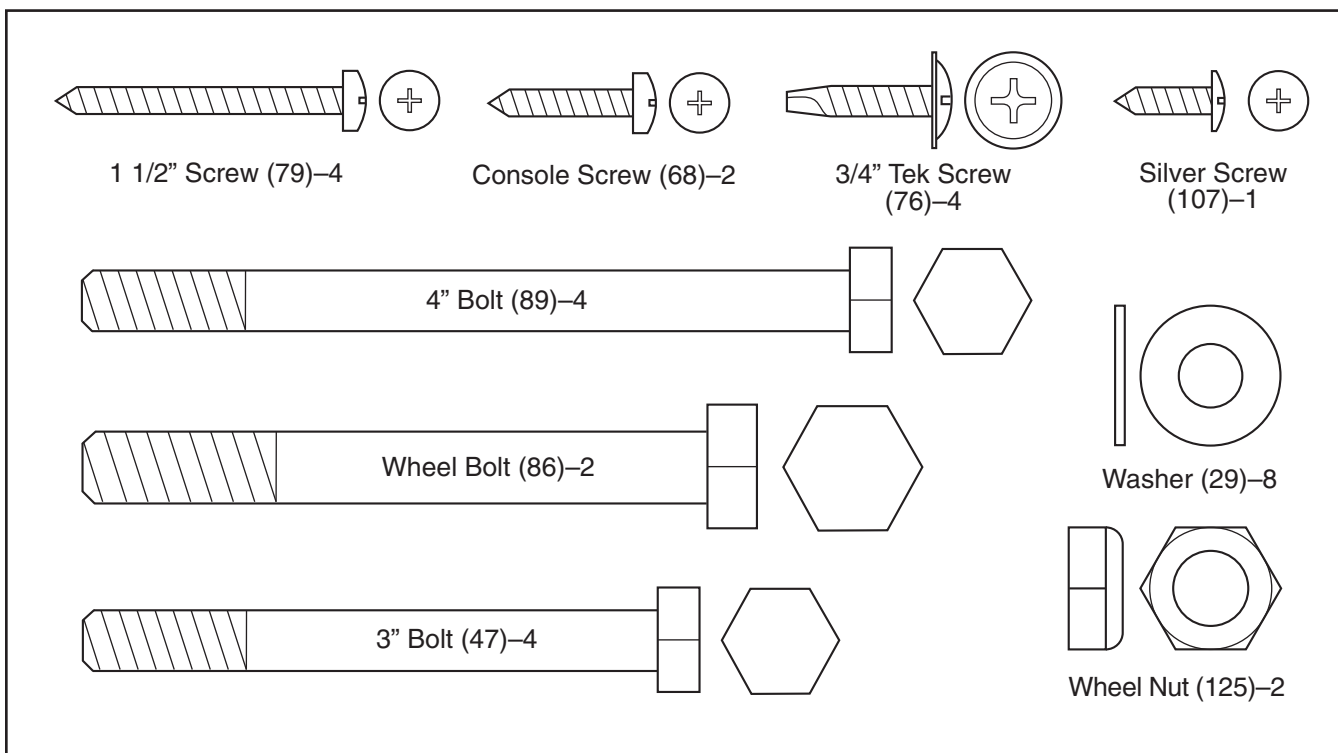 1 1/2” Screw (79)–4
Console Screw (68)–2
3/4” Tek Screw
(76)–4
Silver Screw
(107)–1
4” Bolt (89)–4
Washer (29)–8
Wheel Bolt (86)–2
3” Bolt (47)–4
Wheel Nut (125)–2